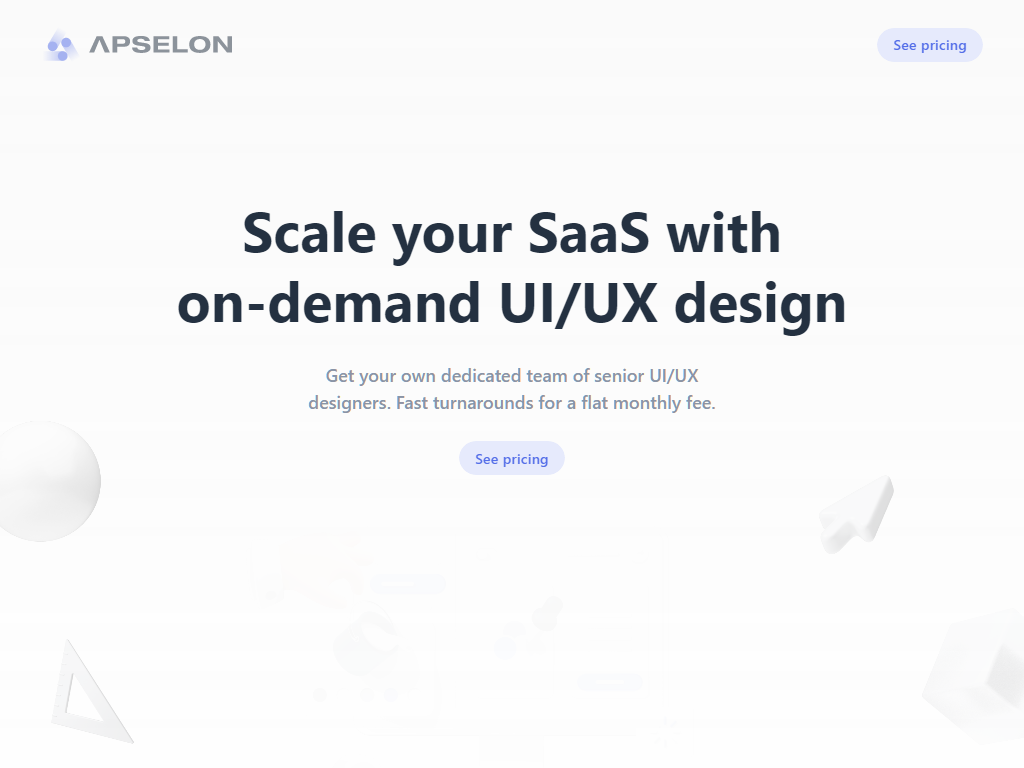 APSELON
See pricing
Scale your SaaS with
on-demand UI/UX design
Get your own dedicated team of senior UI/UX
designers. Fast turnarounds for a flat monthly fee.
See pricing